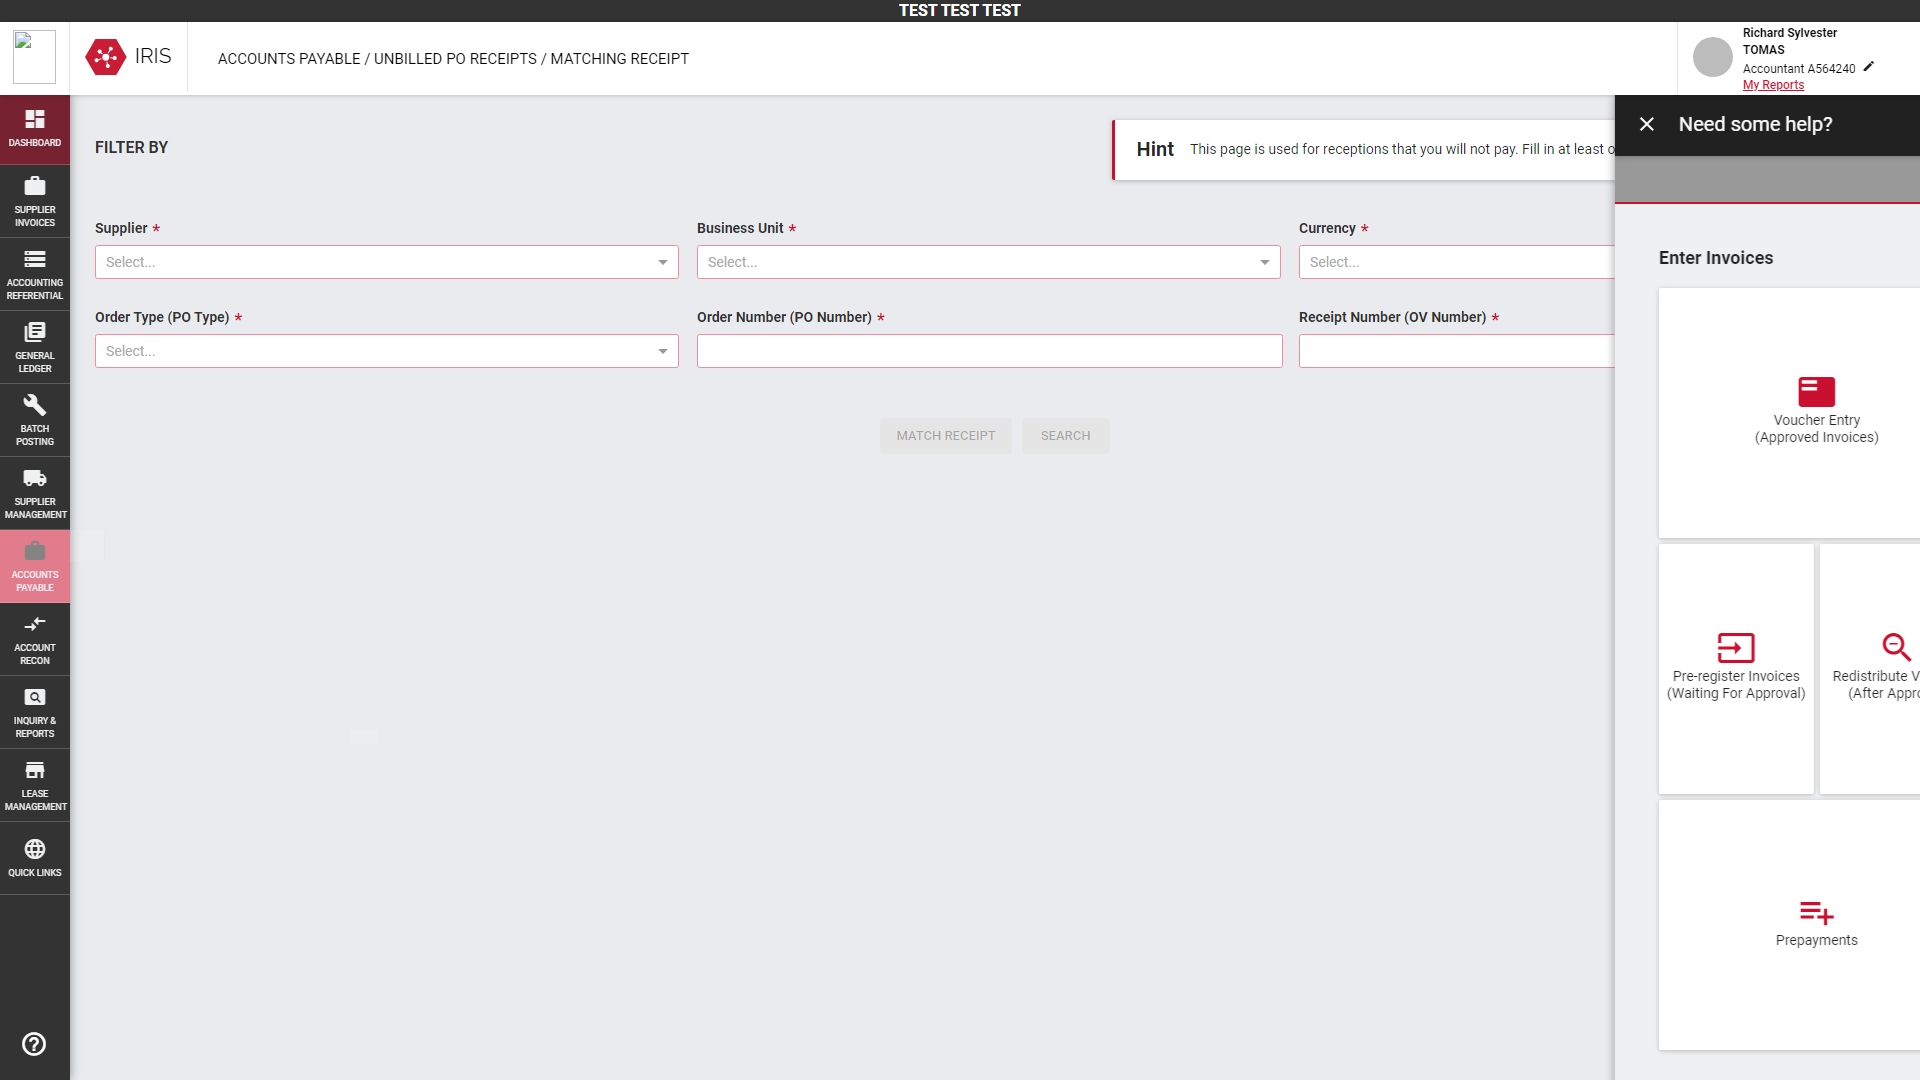 TEST TEST TEST
IRIS
ACCOUNTS PAYABLE / UNBILLED PO RECEIPTS / MATCHING RECEIPT
Richard Sylvester
TOMAS
Accountant A564240
My Reports
DASHBOARD
SUPPLIER
INVOICES
ACCOUNTING
REFERENTIAL
GENERAL
LEDGER
BATCH
POSTING
SUPPLIER
MANAGEMENT
ACCOUNTS
PAYABLE
ACCOUNT
RECON
INQUIRY &
REPORTS
LEASE
MANAGEMENT
QUICK LINKS
FILTER BY
Hint This page is used for receptions that you will not pay. Fill in at least
Supplier *
Select...
Business Unit *
Select...
Currency *
Select...
Order Type (PO Type) *
Select...
Order Number (PO Number) *
Receipt Number (OV Number) *
MATCH RECEIPT
SEARCH
Need some help?
Enter Invoices
Voucher Entry
(Approved Invoices)
Pre-register Invoices
(Waiting For Approval)
Redistribute
(After
Prepayments